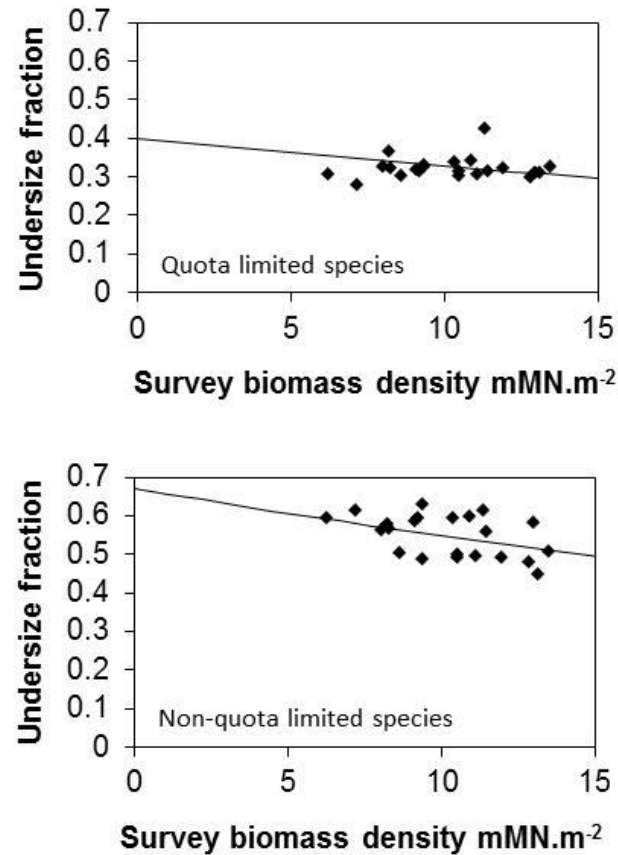 Undersize fraction
0.7
0.6
0.5
0.4
0.3
0.2
0.1
0
Quota limited species
0 5 10 15
Survey biomass density mMN.m-2
Undersize fraction
0.7
0.6
0.5
0.4
0.3
0.2
0.1
0
Non-quota limited species
0 5 10 15
Survey biomass density mMN.m-2